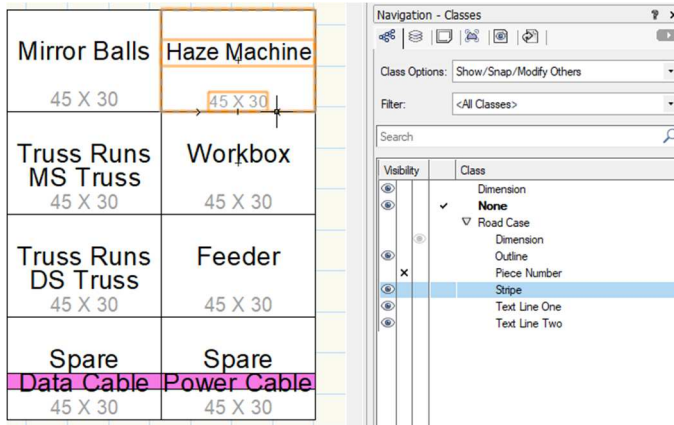 Mirror Balls
45 X 30
Haze Machine
45 X 30
Truss Runs
MS Truss
45 X 30
Workbox
45 X 30
Truss Runs
DS Truss
45 X 30
Feeder
45 X 30
Spare
Data Cable
45 X 30
Spare
Power Cable
45 X 30
Navigation - Classes
? x
Class Options: Show/Snap/Modify Others
Filter: <All Classes>
Search
Visibility Class
Dimension
None
Road Case
Dimension
Outline
Piece Number
Stripe
Text Line One
Text Line Two